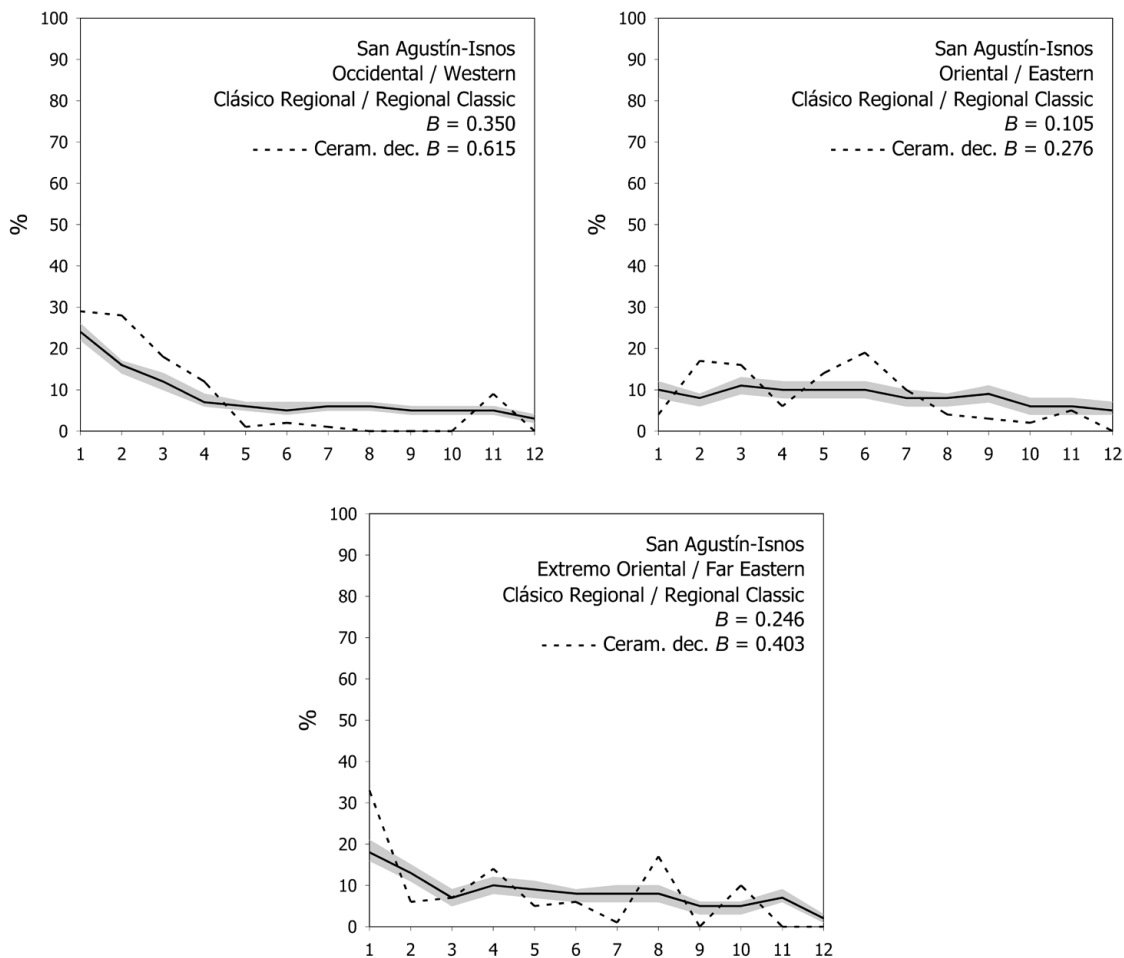 100
90
80
70
60
50
40
30
20
10
0
%
1 2 3 4 5 6 7 8 9 10 11 12
San Agustín-Isnos
Occidental / Western
Clásico Regional / Regional Classic
B = 0.350
Ceram. dec. B = 0.615
100
90
80
70
60
50
40
30
20
10
0
%
1 2 3 4 5 6 7 8 9 10 11 12
San Agustín-Isnos
Oriental / Eastern
Clásico Regional / Regional Classic
B = 0.105
Ceram. dec. B = 0.276
100
90
80
70
60
50
40
30
20
10
0
%
1 2 3 4 5 6 7 8 9 10 11 12
San Agustín-Isnos
Extremo Oriental / Far Eastern
Clásico Regional / Regional Classic
B = 0.246
Ceram. dec. B = 0.403